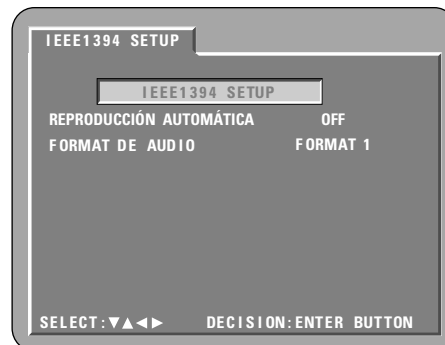 IEEE1394 SETUP
IEEE1394 SETUP
REPRODUCCIÓN AUTOMÁTICA OFF
FORMAT DE AUDIO FORMAT 1
SELECT:▼▲◄► DECISION:ENTER BUTTON